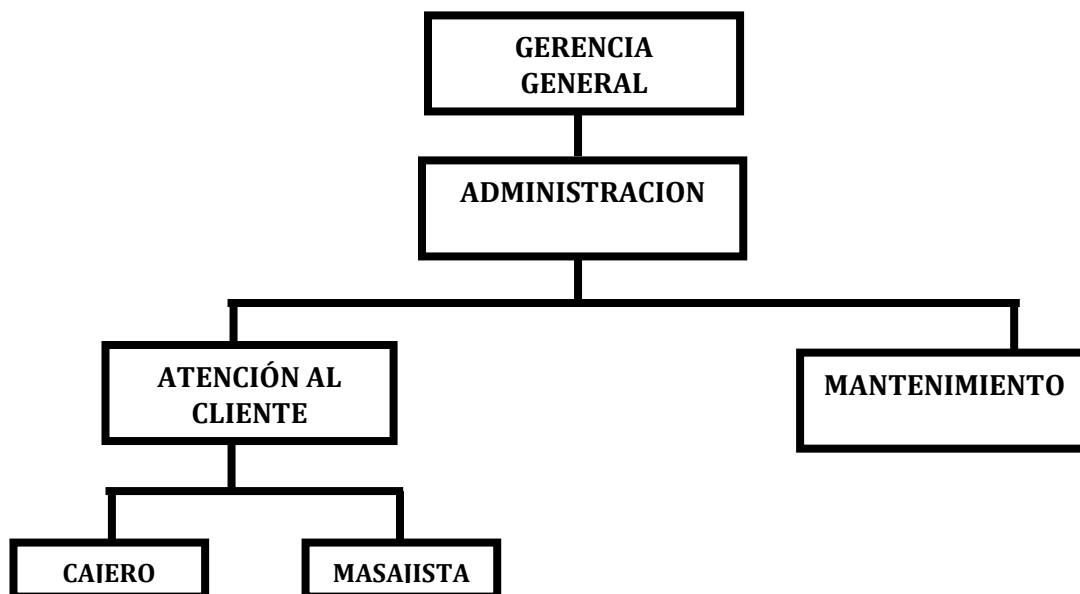 GERENCIA
GENERAL
ADMINISTRACION
ATENCIÓN AL
CLIENTE
MANTENIMIENTO
CAJERO
MASAJISTA